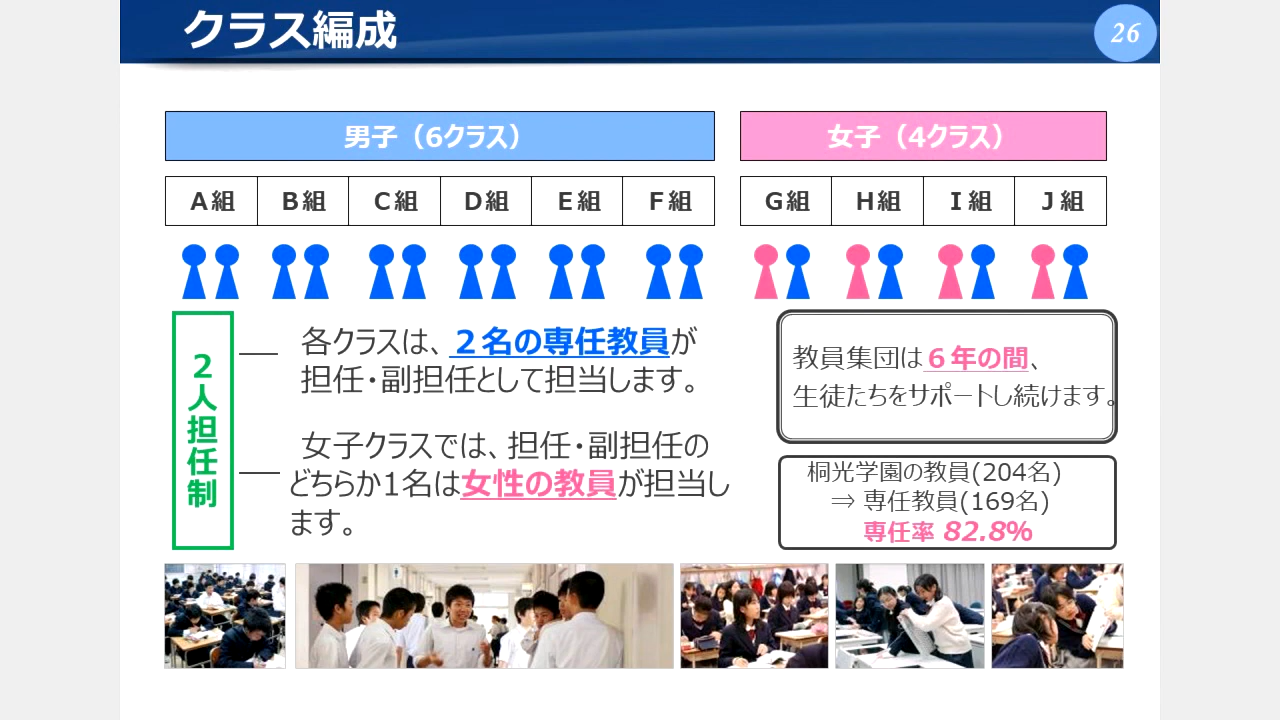 クラス編成
26
男子（6クラス）
女子（4クラス）
A組 B組 C組 D組 E組 F組
G組 H組 I組 J組
2人担任制
各クラスは、２名の専任教員が
担任・副担任として担当します。
女子クラスでは、担任・副担任の
どちらか1名は女性の教員が担当し
ます。
教員集団は６年の間、
生徒たちをサポートし続けます。
桐光学園の教員(204名)
⇒ 専任教員(169名)
専任率 82.8%